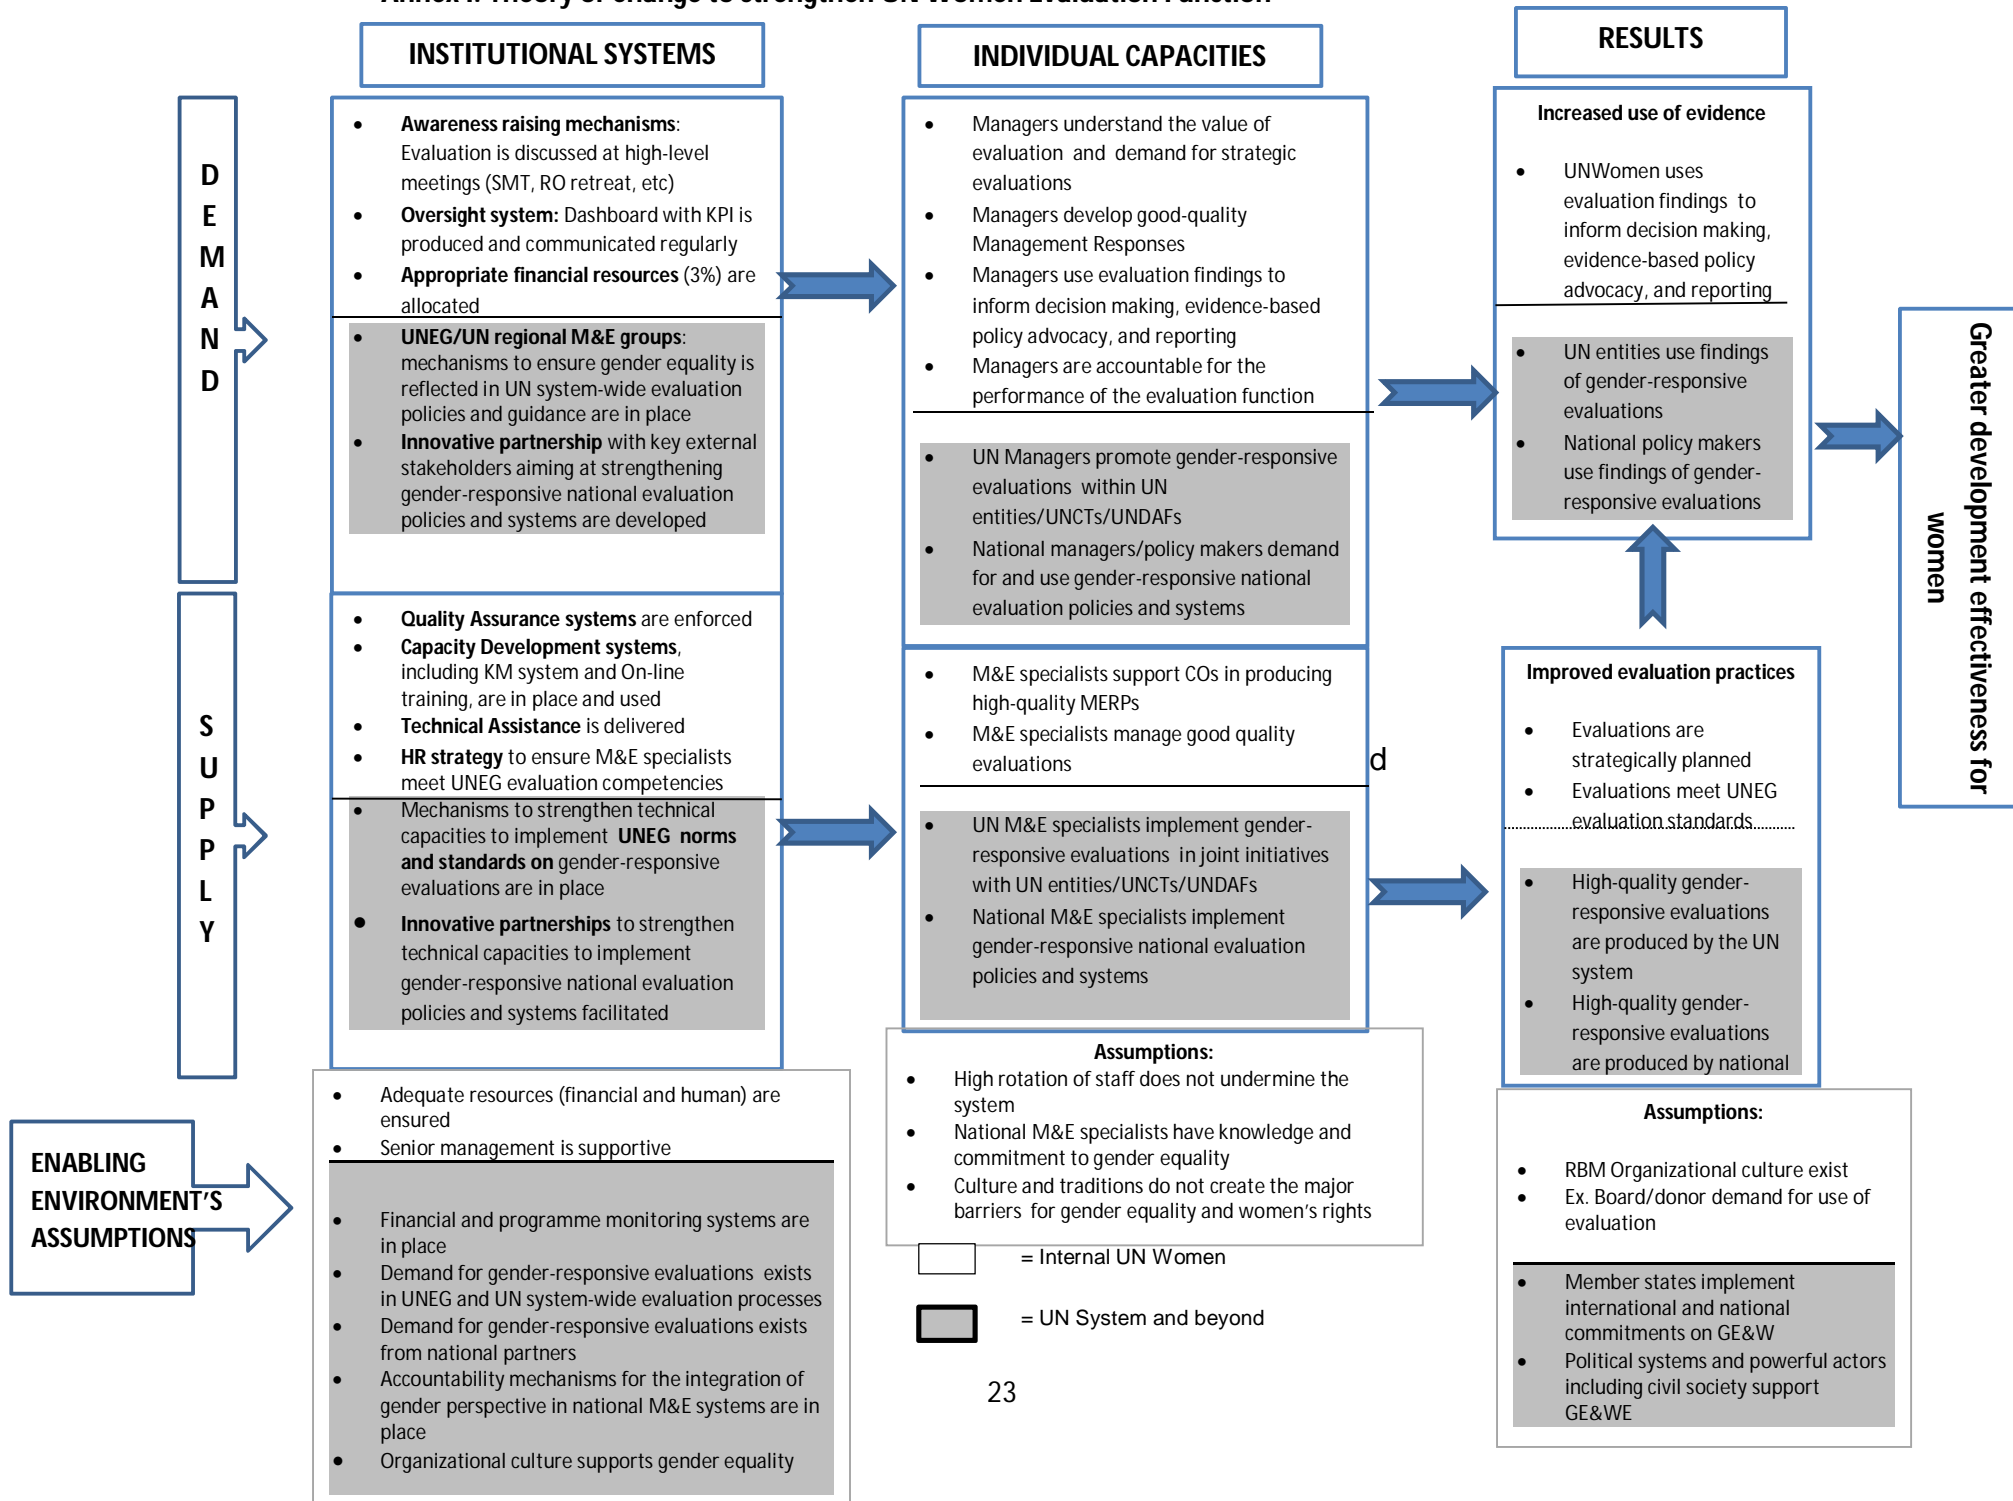 Annex I. Theory of change to strengthen UN Women Evaluation Function
INSTITUTIONAL SYSTEMS
INDIVIDUAL CAPACITIES
RESULTS
D
E
M
A
N
D
• Awareness raising mechanisms:
Evaluation is discussed at high-level
meetings (SMT, RO retreat, etc)
• Oversight system: Dashboard with KPI is
produced and communicated regularly
• Appropriate financial resources (3%) are
allocated
• UNEG/UN regional M&E groups:
mechanisms to ensure gender equality is
reflected in UN system-wide evaluation
policies and guidance are in place
• Innovative partnership with key external
stakeholders aiming at strengthening
gender-responsive national evaluation
policies and systems are developed
• Managers understand the value of
evaluation and demand for strategic
evaluations
• Managers develop good-quality
Management Responses
• Managers use evaluation findings to
inform decision making, evidence-based
policy advocacy, and reporting
• Managers are accountable for the
performance of the evaluation function
• UN Managers promote gender-responsive
evaluations within UN
entities/UNCTs/UNDAFs
• National managers/policy makers demand
for and use gender-responsive national
evaluation policies and systems
Increased use of evidence
• UNWomen uses
evaluation findings to
inform decision making,
evidence-based policy
advocacy, and reporting
• UN entities use findings
of gender-responsive
evaluations
• National policy makers
use findings of gender-
responsive evaluations
Greater development effectiveness for
women
S
U
P
P
L
Y
• Quality Assurance systems are enforced
• Capacity Development systems,
including KM system and On-line
training, are in place and used
• Technical Assistance is delivered
• HR strategy to ensure M&E specialists
meet UNEG evaluation competencies
• Mechanisms to strengthen technical
capacities to implement UNEG norms
and standards on gender-responsive
evaluations are in place
• Innovative partnerships to strengthen
technical capacities to implement
gender-responsive national evaluation
policies and systems facilitated
• M&E specialists support COs in producing
high-quality MERPs
• M&E specialists manage good quality
evaluations
d
• UN M&E specialists implement gender-
responsive evaluations in joint initiatives
with UN entities/UNCTs/UNDAFs
• National M&E specialists implement
gender-responsive national evaluation
policies and systems
Improved evaluation practices
• Evaluations are
strategically planned
• Evaluations meet UNEG
evaluation standards
• High-quality gender-
responsive evaluations
are produced by the UN
system
• High-quality gender-
responsive evaluations
are produced by national
ENABLING
ENVIRONMENT'S
ASSUMPTIONS
• Adequate resources (financial and human) are
ensured
• Senior management is supportive
• Financial and programme monitoring systems are
in place
• Demand for gender-responsive evaluations exists
in UNEG and UN system-wide evaluation processes
• Demand for gender-responsive evaluations exists
from national partners
• Accountability mechanisms for the integration of
gender perspective in national M&E systems are in
place
• Organizational culture supports gender equality
Assumptions:
• High rotation of staff does not undermine the
system
• National M&E specialists have knowledge and
commitment to gender equality
• Culture and traditions do not create the major
barriers for gender equality and women's rights
= Internal UN Women
= UN System and beyond
Assumptions:
• RBM Organizational culture exist
• Ex. Board/donor demand for use of
evaluation
• Member states implement
international and national
commitments on GE&W
• Political systems and powerful actors
including civil society support
GE&WE
23